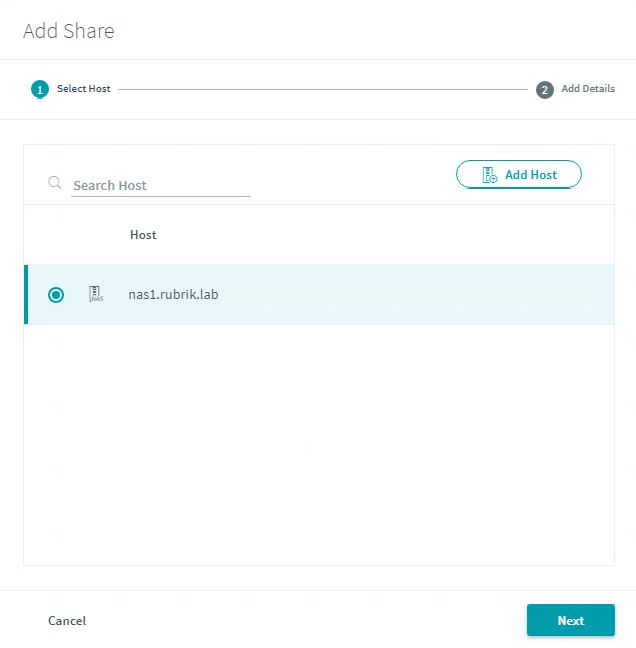 Add Share
1 Select Host
2 Add Details
Search Host
Add Host
Host
NAS nas1.rubrik.lab
Cancel
Next